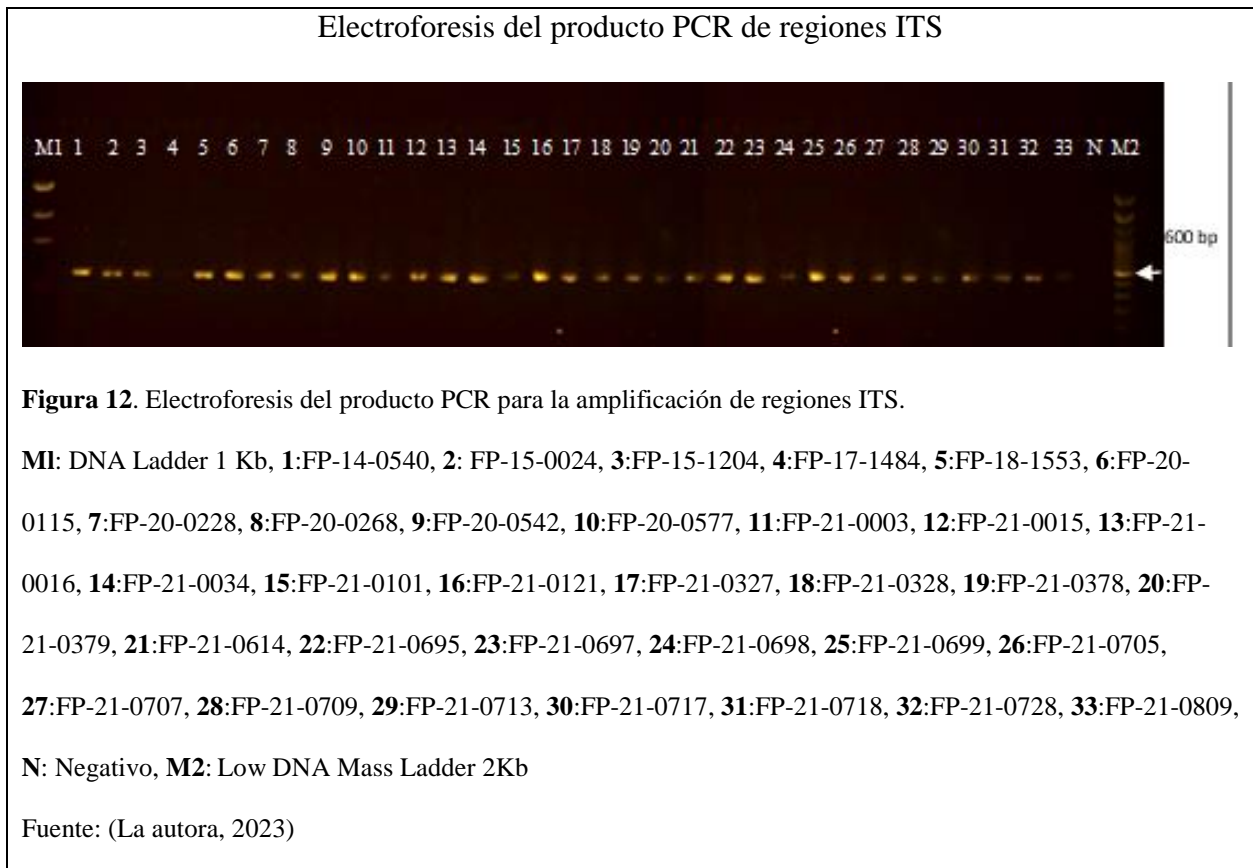 Electroforesis del producto PCR de regiones ITS
M1 1 2 3 4 5 6 7 8 9 10 11 12 13 14 15 16 17 18 19 20 21 22 23 24 25 26 27 28 29 30 31 32 33 N M2
600 bp
Figura 12. Electroforesis del producto PCR para la amplificación de regiones ITS.
Ml: DNA Ladder 1 Kb, 1:FP-14-0540, 2: FP-15-0024, 3:FP-15-1204, 4:FP-17-1484, 5:FP-18-1553, 6:FP-20-
0115, 7:FP-20-0228, 8:FP-20-0268, 9:FP-20-0542, 10:FP-20-0577, 11:FP-21-0003, 12:FP-21-0015, 13:FP-21-
0016, 14:FP-21-0034, 15:FP-21-0101, 16:FP-21-0121, 17:FP-21-0327, 18:FP-21-0328, 19:FP-21-0378, 20:FP-
21-0379, 21:FP-21-0614, 22:FP-21-0695, 23:FP-21-0697, 24:FP-21-0698, 25:FP-21-0699, 26:FP-21-0705,
27:FP-21-0707, 28:FP-21-0709, 29:FP-21-0713, 30:FP-21-0717, 31:FP-21-0718, 32:FP-21-0728, 33:FP-21-0809,
N: Negativo, M2: Low DNA Mass Ladder 2Kb
Fuente: (La autora, 2023)